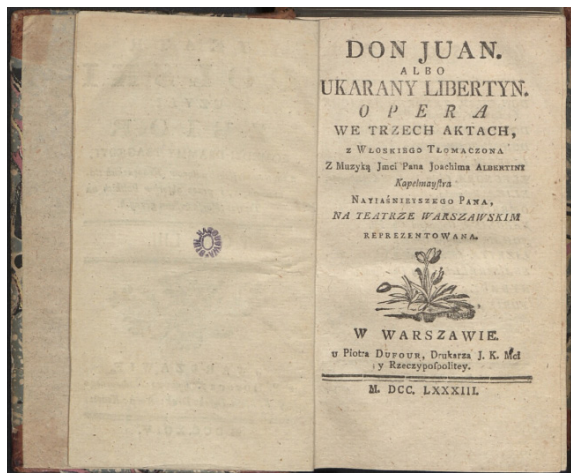 DON JUAN.
ALBO
UKARANY LIBERTYN.
OPERA
WE TRZECH AKTACH,
z WŁOSKIEGO TŁOMACZONA
Z Muzyką Jmci Pana Joachima ALBERTINI
Kapelmayſtra
NAYIAŚNIEYSZEGO PANA,
NA TEATRZE WARSZAWSKIM
REPREZENTOWANA.
W WARSZAWIE.
u Piotra DUFOUR, Drukarza J. K. Mci
y Rzeczypoſpolitey.
M. DCC. LXXXIII.